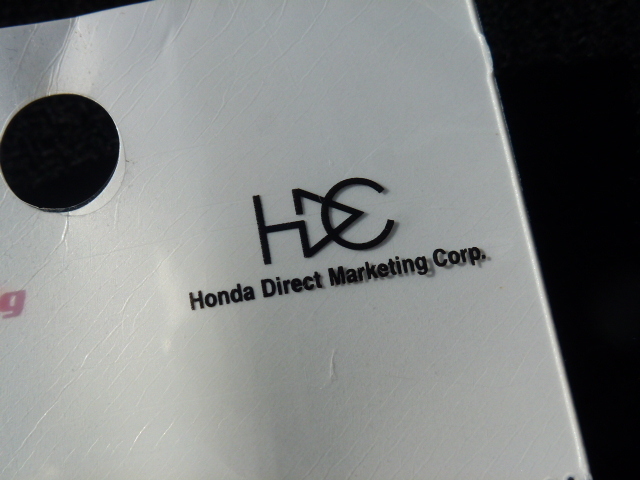 HDC
Honda Direct Marketing Corp.
g